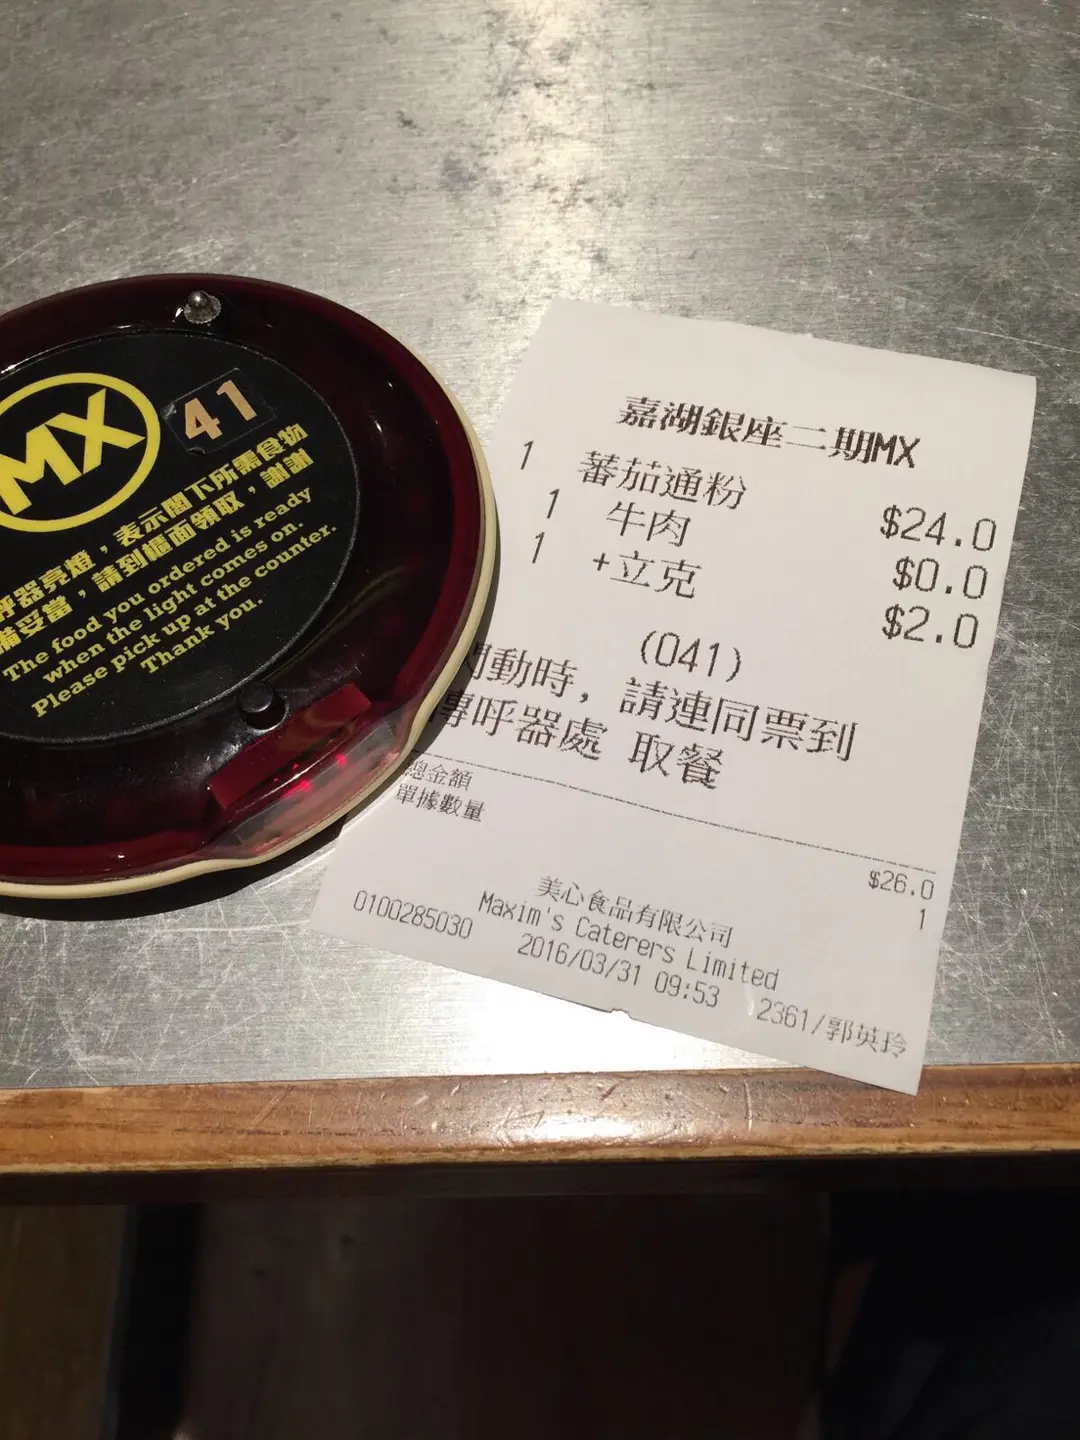 MX
41
呼器亮燈，表示閣下所需食物
備妥當，請到櫃面領取，謝謝
The food you ordered is ready
when the light comes on.
Please pick up at the counter.
Thank you.
嘉湖銀座二期MX
1 蕃茄通粉 $24.0
1 牛肉 $0.0
1 +立克 $2.0
(041)
閃動時, 請連同票到
傳呼器處 取餐
總金額 $26.0
單據數量 1
美心食品有限公司
Maxim's Caterers Limited
0100285030 2016/03/31 09:53 2361/郭英玲